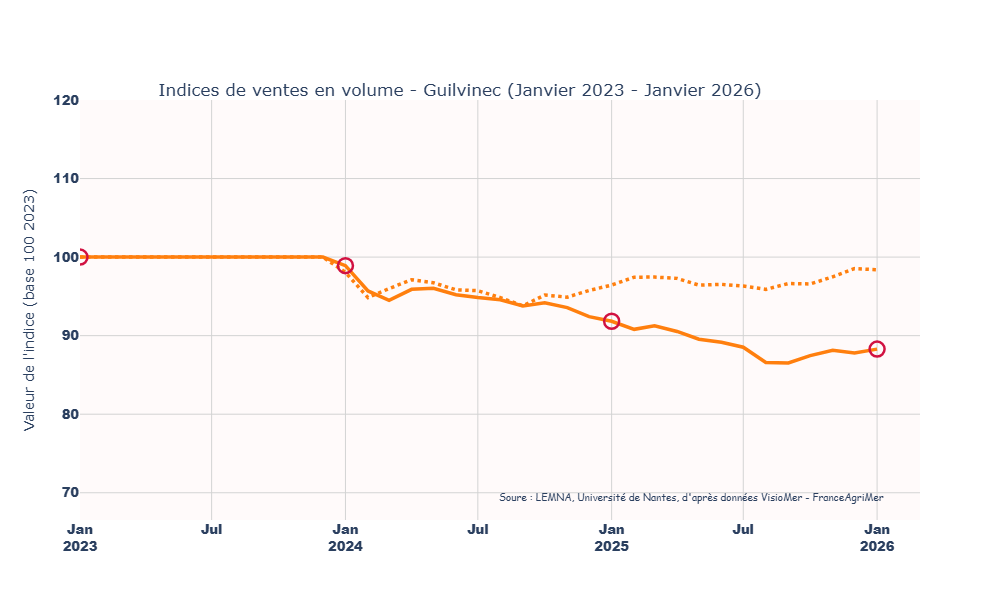 Indices de ventes en volume - Guilvinec (Janvier 2023 - Janvier 2026)
Valeur de l'indice (base 100 2023)
120
110
100
90
80
70
Soure : LEMNA, Université de Nantes, d'après données VisioMer - FranceAgriMer
Jan Jul Jan Jul Jan Jul Jan
2023 2024 2025 2026